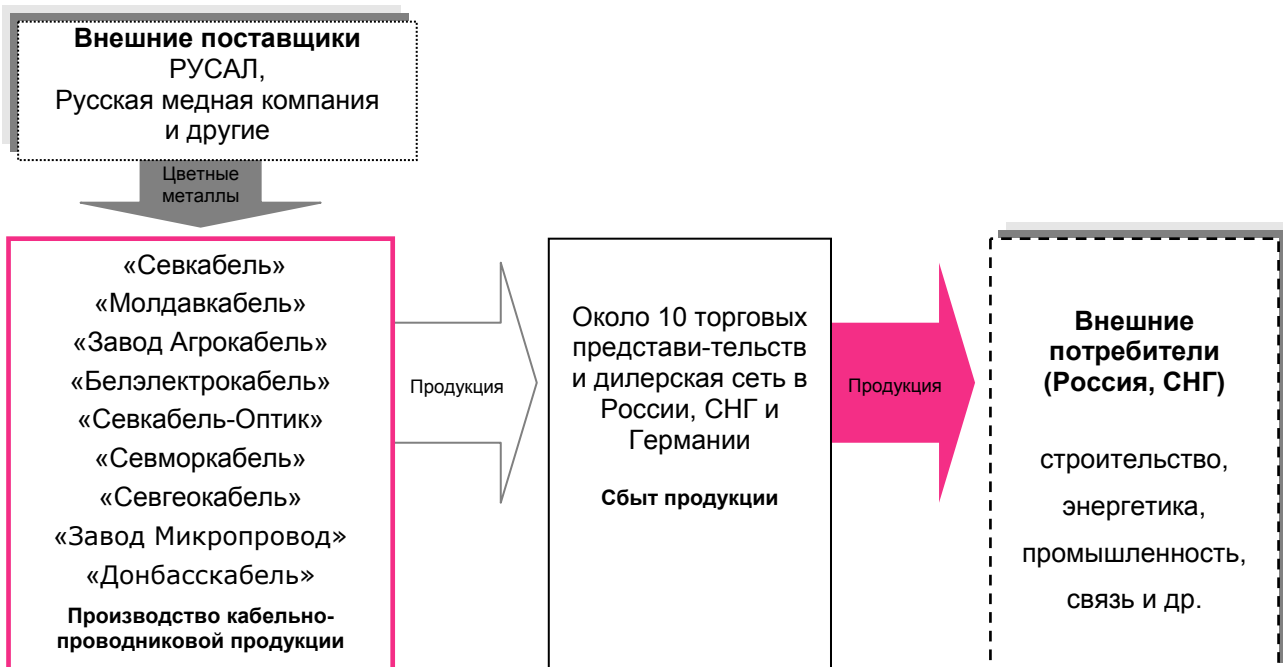 Внешние поставщики
РУСАЛ,
Русская медная компания
и другие
Цветные
металлы
«Севкабель»
«Молдавкабель»
«Завод Агрокабель»
«Белэлектрокабель»
«Севкабель-Оптик»
«Севморкабель»
«Севгеокабель»
«Завод Микропровод»
«Донбасскабель»
Производство кабельно-
проводниковой продукции
Продукция
Около 10 торговых
представи-тельств
и дилерская сеть в
России, СНГ и
Германии
Сбыт продукции
Продукция
Внешние
потребители
(Россия, СНГ)
строительство,
энергетика,
промышленность,
связь и др.